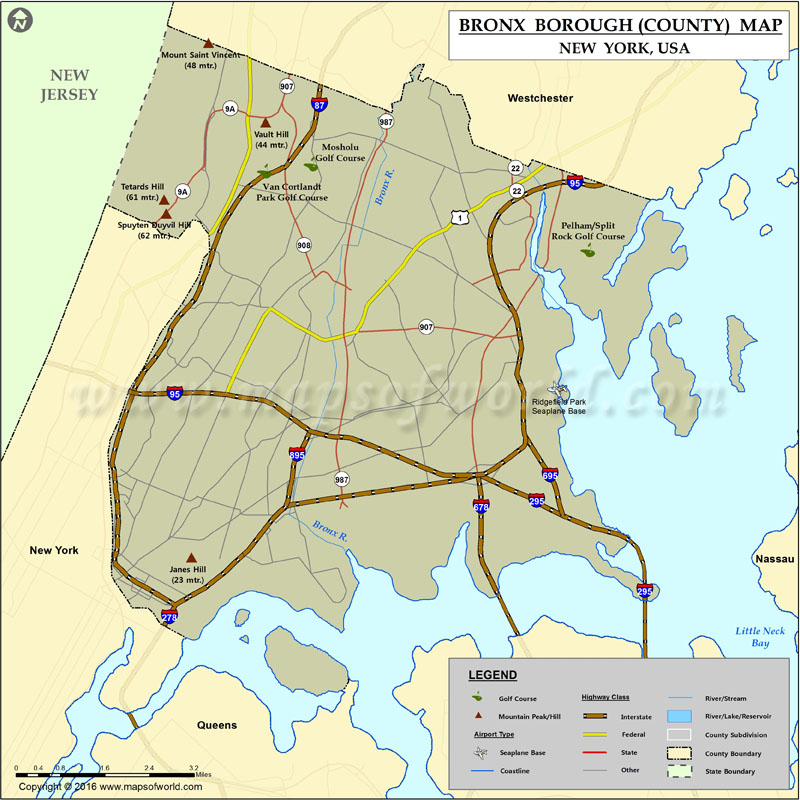 N
BRONX BOROUGH (COUNTY) MAP
NEW YORK, USA
Mount Saint Vincent
(48 mtr.)
NEW
JERSEY
907
Westchester
9A
87
987
Vault Hill
(44 mtr.)
Mosholu
Golf Course
Bronx R.
22
Tetards Hill
(61 mtr.)
9A
Van Cortlandt
Park Golf Course
22
95
Spuyten Duyvil Hill
(62 mtr.)
1
Pelham/Split
Rock Golf Course
908
907
www.mapsofworld.com
95
Ridgefield Park
Seaplane Base
895
987
695
295
678
Bronx R.
New York
Janes Hill
(23 mtr.)
Nassau
295
278
Little Neck
Bay
Queens
LEGEND
Golf Course
Mountain Peak/Hill
Airport Type
Seaplane Base
Coastline
Highway Class
Interstate
Federal
State
Other
River/Stream
River/Lake/Reservoir
County Subdivision
County Boundary
State Boundary
0 0.4 0.8 1.6 2.4 3.2
Miles
Copyright © 2016 www.mapsofworld.com